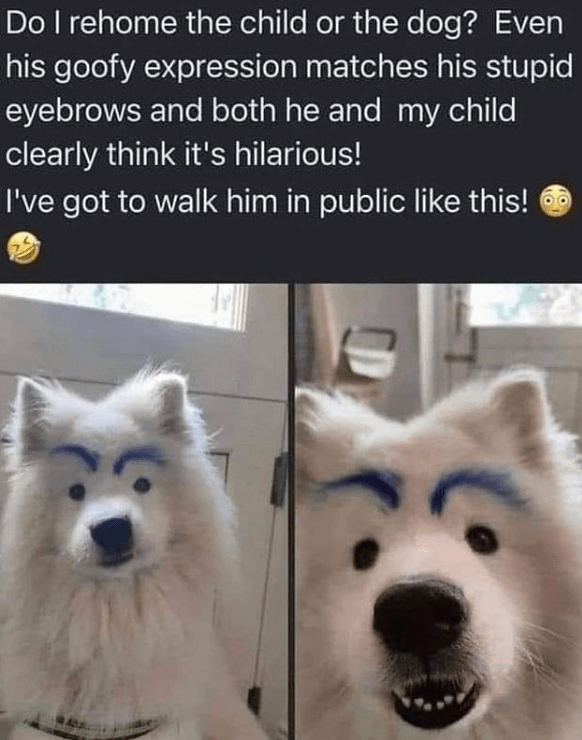 Do I rehome the child or the dog?  Even
his goofy expression matches his stupid
eyebrows and both he and  my child
clearly think it's hilarious!
I've got to walk him in public like this! 😳
🤣